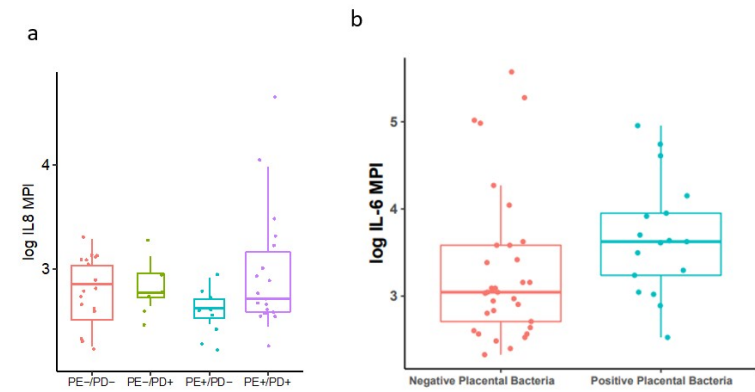 a
log IL8 MPI
4
3
PE−/PD− PE−/PD+ PE+/PD− PE+/PD+
b
log IL-6 MPI
5
4
3
Negative Placental Bacteria Positive Placental Bacteria